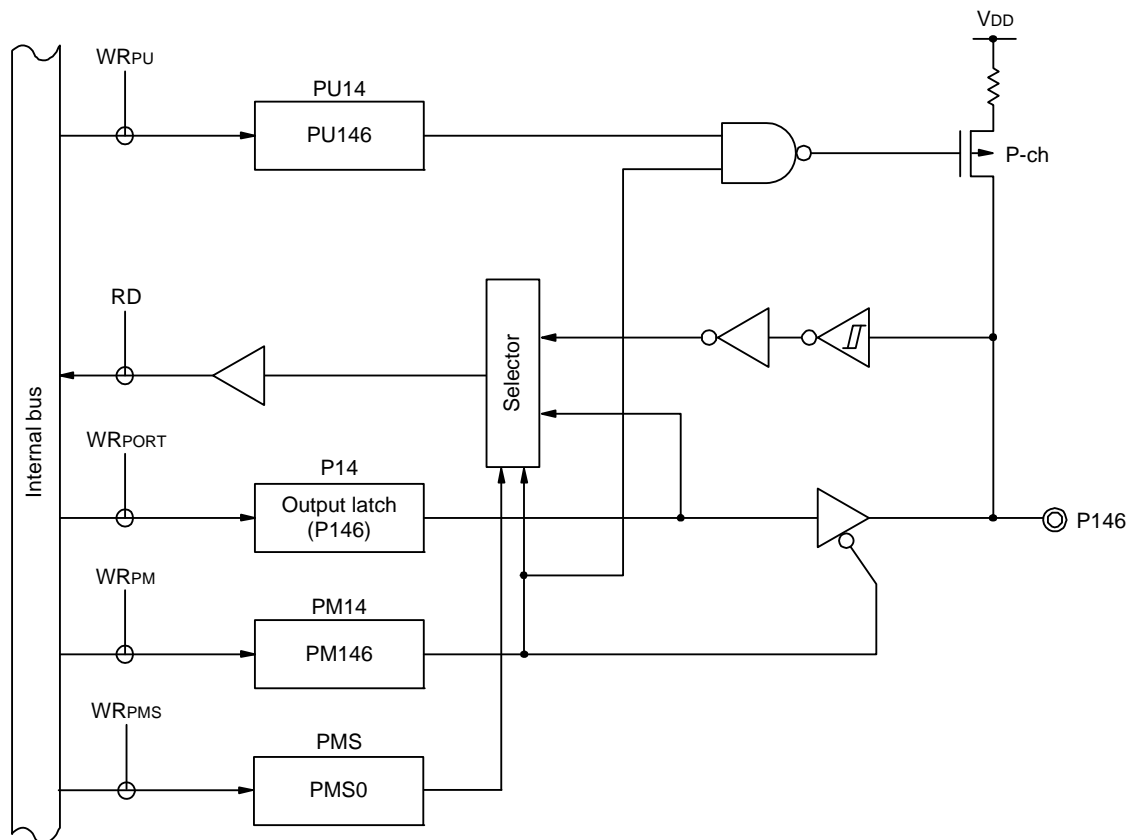 VDD
WRPU
PU14
PU146
P-ch
RD
Selector
Internal bus
WRPORT
P14
Output latch
(P146)
P146
WRPM
PM14
PM146
WRPMS
PMS
PMS0